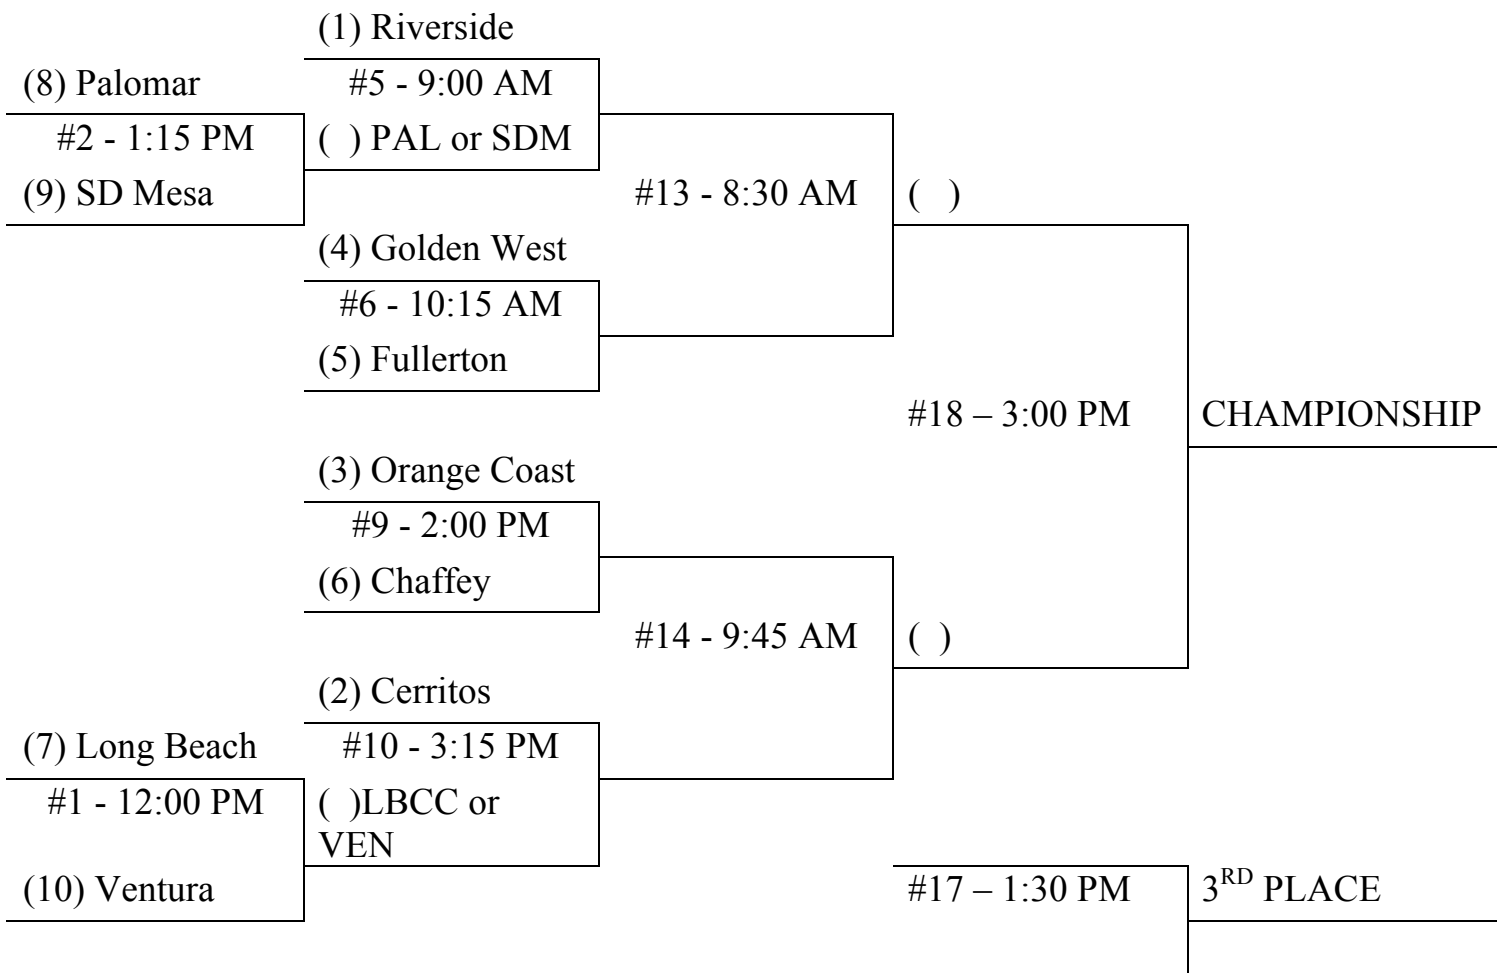 (1) Riverside
(8) Palomar
#5 - 9:00 AM
#2 - 1:15 PM
( ) PAL or SDM
(9) SD Mesa
#13 - 8:30 AM
( )
(4) Golden West
#6 - 10:15 AM
(5) Fullerton
#18 – 3:00 PM
CHAMPIONSHIP
(3) Orange Coast
#9 - 2:00 PM
(6) Chaffey
#14 - 9:45 AM
( )
(2) Cerritos
(7) Long Beach
#10 - 3:15 PM
#1 - 12:00 PM
( )LBCC or
VEN
(10) Ventura
#17 – 1:30 PM
3RD PLACE